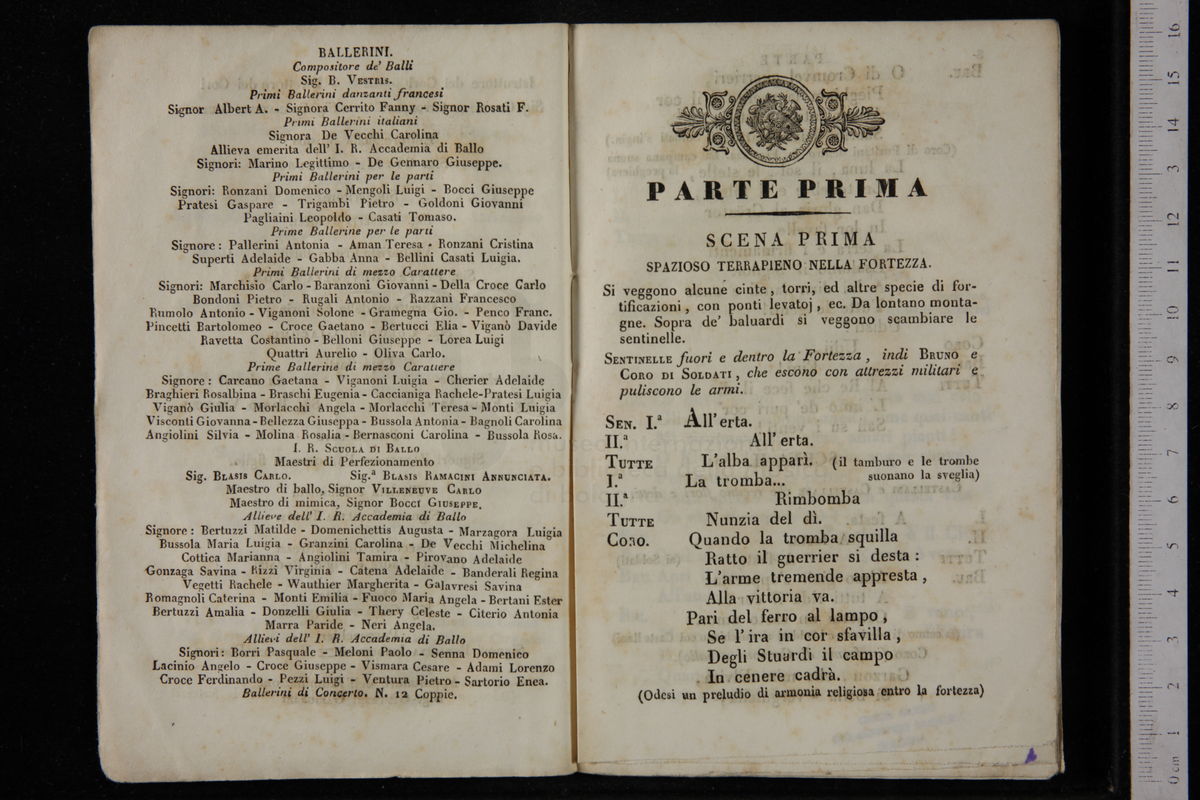 BALLERINI.
Compositore de' Balli
Sig. B. VESTRIS.
Primi Ballerini danzanti francesi
Signor Albert A. - Signora Cerrito Fanny - Signor Rosati F.
Primi Ballerini italiani
Signora De Vecchi Carolina
Allieva emerita dell' I. R. Accademia di Ballo
Signori: Marino Legittimo - De Gennaro Giuseppe.
Primi Ballerini per le parti
Signori: Ronzani Domenico - Mengoli Luigi - Bocci Giuseppe
Pratesi Gaspare - Trigambi Pietro - Goldoni Giovanni
Pagliaini Leopoldo - Casati Tomaso.
Prime Ballerine per le parti
Signore : Pallerini Antonia - Aman Teresa - Ronzani Cristina
Superti Adelaide - Gabba Anna - Bellini Casati Luigia.
Primi Ballerini di mezzo Carattere
Signori: Marchisio Carlo - Baranzoni Giovanni - Della Croce Carlo
Bondoni Pietro - Rugali Antonio - Razzani Francesco
Rumolo Antonio - Viganoni Solone - Gramegna Gio. - Penco Franc.
Pincetti Bartolomeo - Croce Gaetano - Bertucci Elia - Viganò Davide
Ravetta Costantino - Belloni Giuseppe - Lorea Luigi
Quattri Aurelio - Oliva Carlo.
Prime Ballerine di mezzo Carattere
Signore : Carcano Gaetana - Viganoni Luigia - Cherier Adelaide
Braghieri Rosalbina - Braschi Eugenia - Caccianiga Rachele - Pratesi Luigia
Viganò Giulia - Morlacchi Angela - Morlacchi Teresa - Monti Luigia
Visconti Giovanna - Bellezza Giuseppa - Bussola Antonia - Bagnoli Carolina
Angiolini Silvia - Molina Rosalia - Bernasconi Carolina - Bussola Rosa.
I. R. SCUOLA DI BALLO
Maestri di Perfezionamento
Sig. BLASIS CARLO. Sig.ª BLASIS RAMACINI ANNUNCIATA.
Maestro di ballo, Signor VILLENEUVE CARLO
Maestro di mimica, Signor BOCCI GIUSEPPE.
Allieve dell' I. R. Accademia di Ballo
Signore : Bertuzzi Matilde - Domenichettis Augusta - Marzagora Luigia
Bussola Maria Luigia - Granzini Carolina - De Vecchi Michelina
Cottica Marianna - Angiolini Tamira - Pirovano Adelaide
Gonzaga Savina - Rizzi Virginia - Catena Adelaide - Banderali Regina
Vegetti Rachele - Wauthier Margherita - Galavresi Savina
Romagnoli Caterina - Monti Emilia - Fuoco Maria Angela - Bertani Ester
Bertuzzi Amalia - Donzelli Giulia - Thery Celeste - Citerio Antonia
Marra Paride - Neri Angela.
Allievi dell' I. R. Accademia di Ballo
Signori: Borri Pasquale - Meloni Paolo - Senna Domenico
Lacinio Angelo - Croce Giuseppe - Vismara Cesare - Adami Lorenzo
Croce Ferdinando - Pezzi Luigi - Ventura Pietro - Sartorio Enea.
Ballerini di Concerto. N. 12 Coppie.
PARTE PRIMA
SCENA PRIMA
SPAZIOSO TERRAPIENO NELLA FORTEZZA.
Si veggono alcune cinte, torri, ed altre specie di for-
tificazioni, con ponti levatoj, ec. Da lontano monta-
gne. Sopra de' baluardi si veggono scambiare le
sentinelle.
SENTINELLE fuori e dentro la Fortezza, indi BRUNO e
CORO DI SOLDATI, che escono con attrezzi militari e
puliscono le armi.
SEN. I.ª All' erta.
II.ª All' erta.
TUTTE L'alba apparì. (il tamburo e le trombe
I.ª La tromba... suonano la sveglia)
II.ª Rimbomba
TUTTE Nunzia del dì.
CORO. Quando la tromba squilla
Ratto il guerrier si desta :
L'arme tremende appresta,
Alla vittoria va.
Pari del ferro al lampo,
Se l'ira in cor sfavilla,
Degli Stuardi il campo
In cenere cadrà.
(Odesi un preludio di armonia religiosa entro la fortezza)
0 cm 1 2 3 4 5 6 7 8 9 10 11 12 3 14 15 16